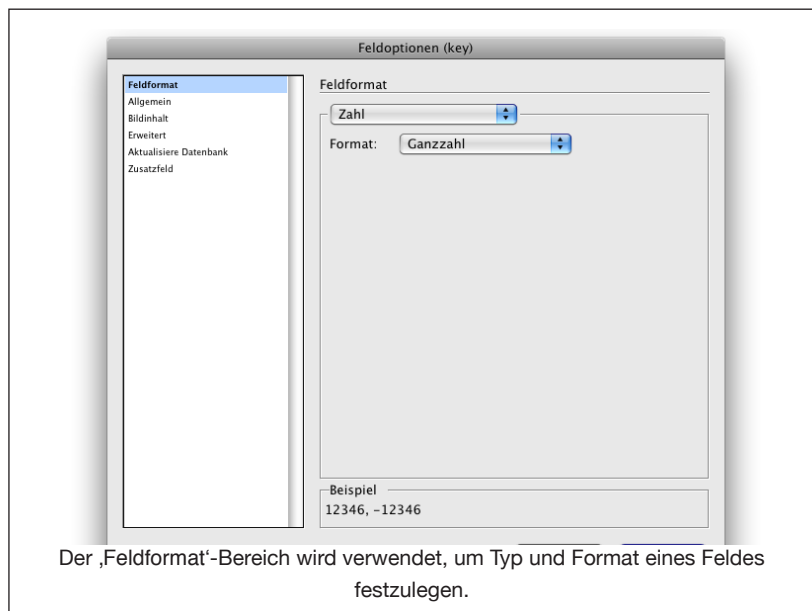 Feldoptionen (key)
Feldformat
Allgemein
Bildinhalt
Erweitert
Aktualisiere Datenbank
Zusatzfeld
Feldformat
Zahl
Format: Ganzzahl
Beispiel
12346, -12346
Der ‚Feldformat‘-Bereich wird verwendet, um Typ und Format eines Feldes
festzulegen.